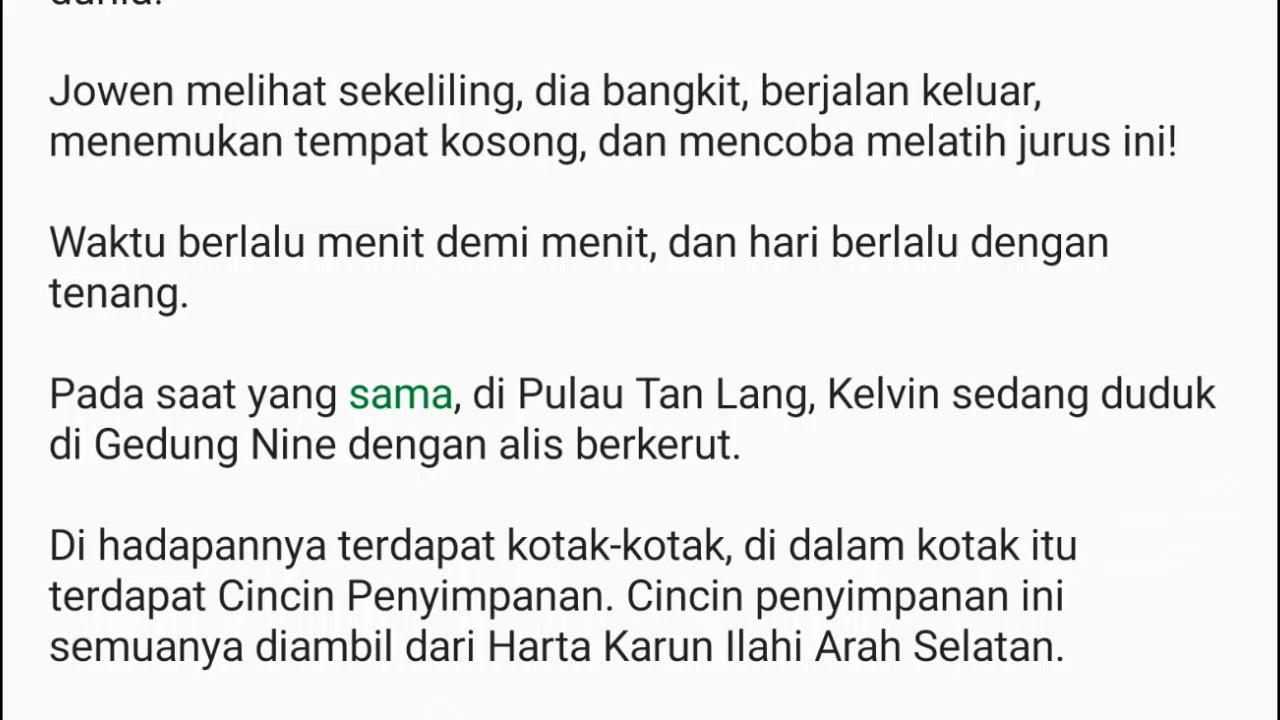 Jowen melihat sekeliling, dia bangkit, berjalan keluar,
menemukan tempat kosong, dan mencoba melatih jurus ini!
Waktu berlalu menit demi menit, dan hari berlalu dengan
tenang.
Pada saat yang sama, di Pulau Tan Lang, Kelvin sedang duduk
di Gedung Nine dengan alis berkerut.
Di hadapannya terdapat kotak-kotak, di dalam kotak itu
terdapat Cincin Penyimpanan. Cincin penyimpanan ini
semuanya diambil dari Harta Karun Ilahi Arah Selatan.